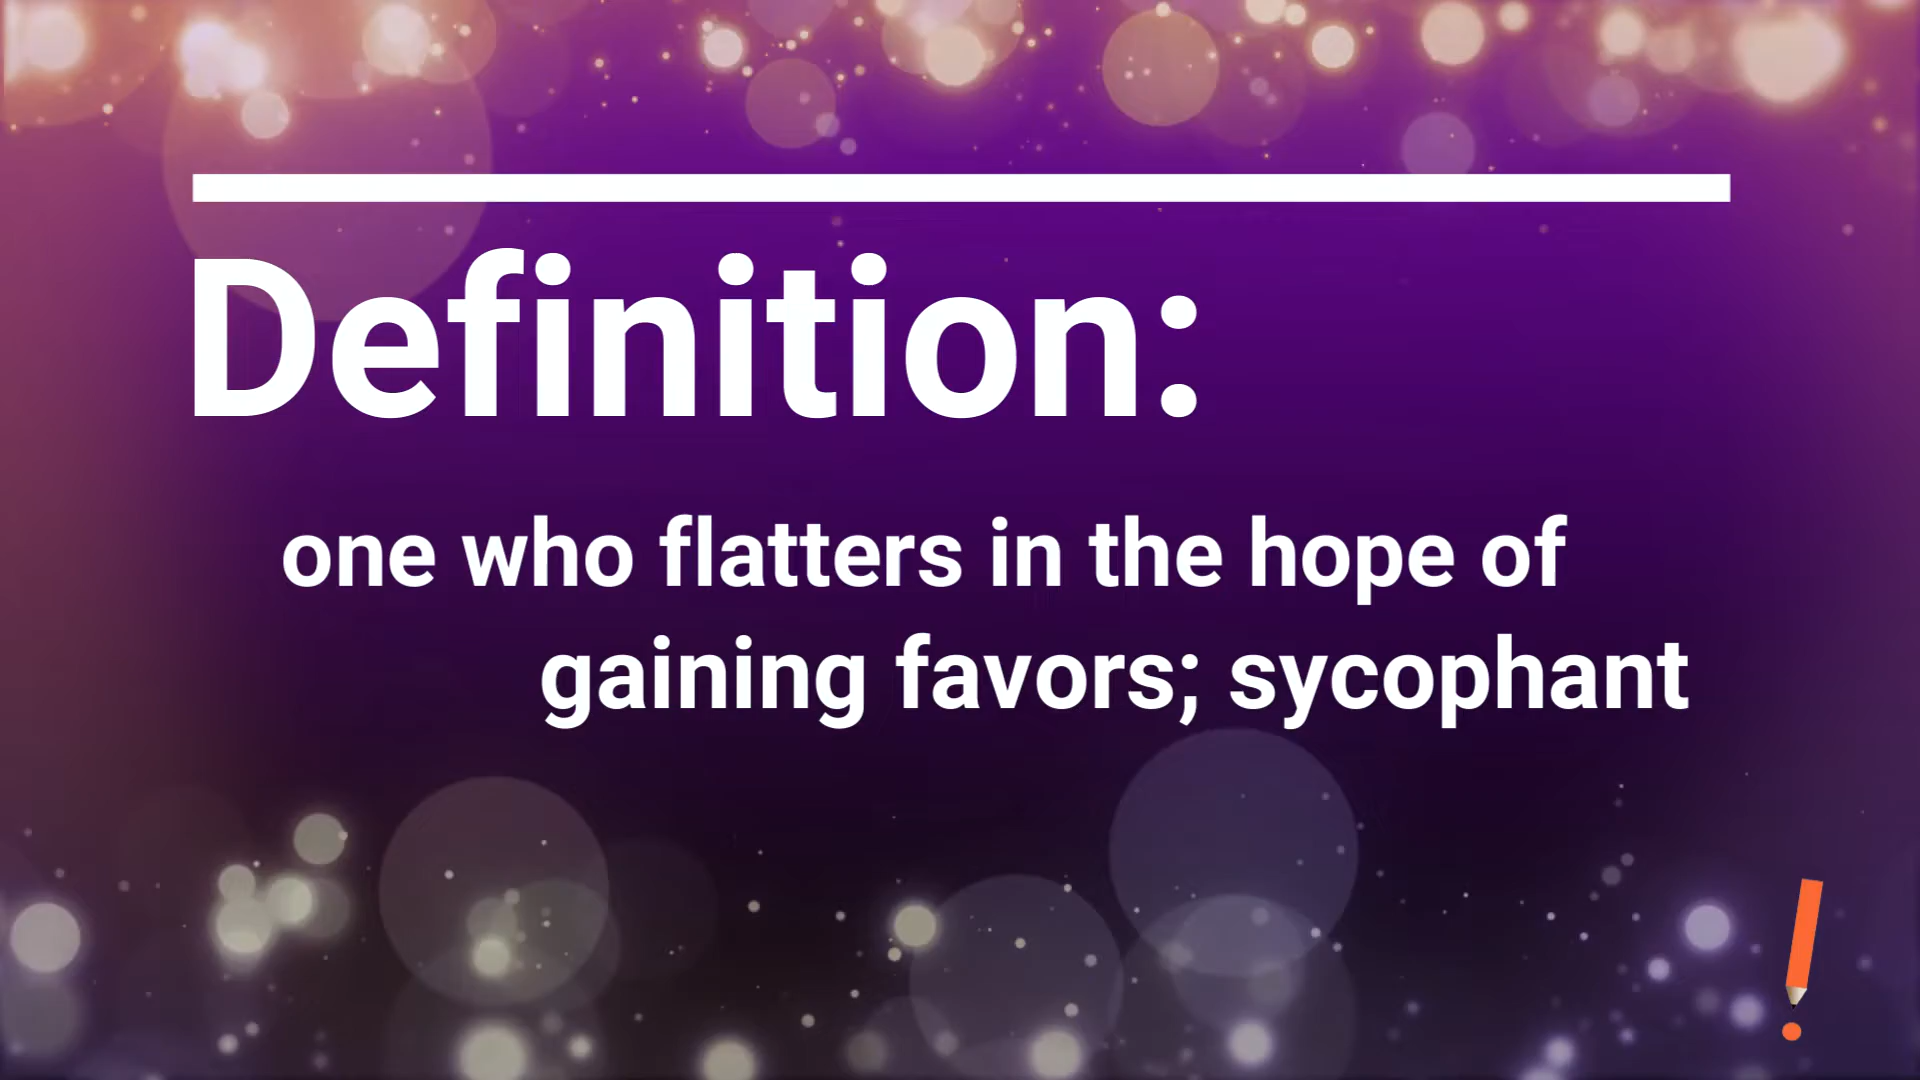 Definition:
one who flatters in the hope of
gaining favors; sycophant